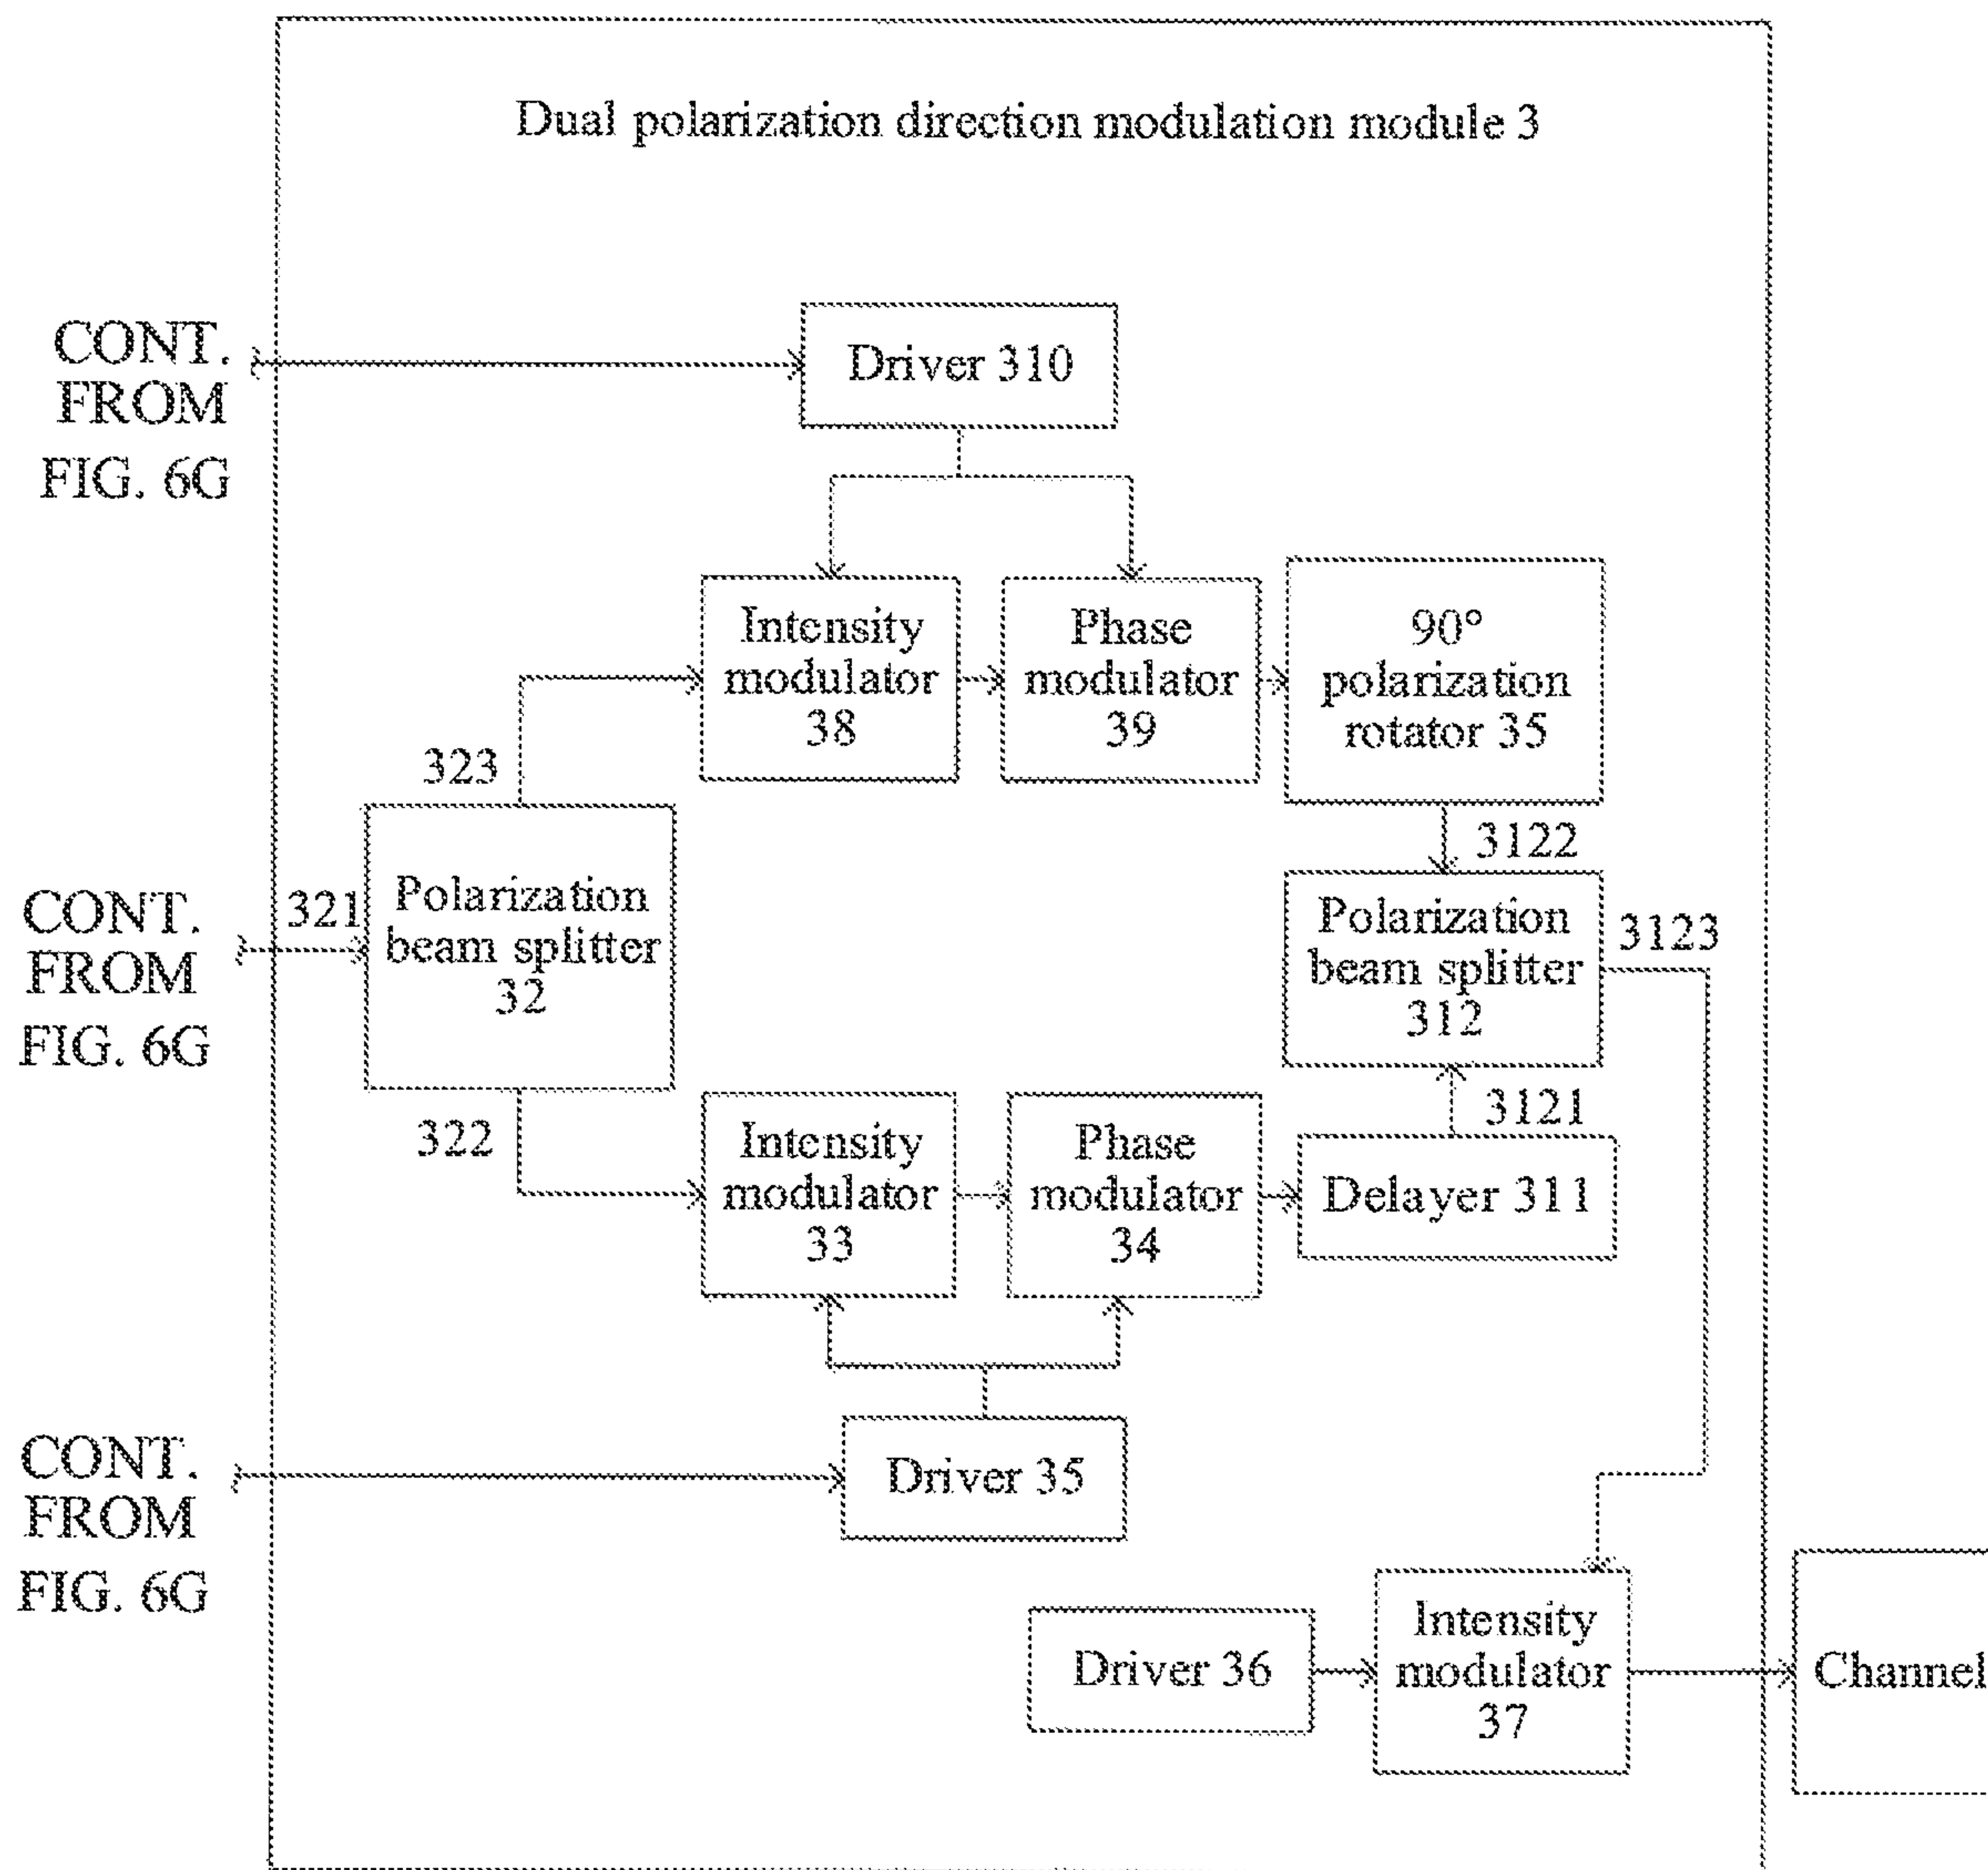 Dual polarization direction modulation module 3
CONT.
FROM
FIG. 6G
Driver 310
Intensity
modulator
38
Phase
modulator
39
90°
polarization
rotator 35
323
3122
CONT.
FROM
FIG. 6G
321
Polarization
beam splitter
32
Polarization
beam splitter
312
3123
322
3121
Intensity
modulator
33
Phase
modulator
34
Delayer 311
CONT.
FROM
FIG. 6G
Driver 35
Driver 36
Intensity
modulator
37
Channel